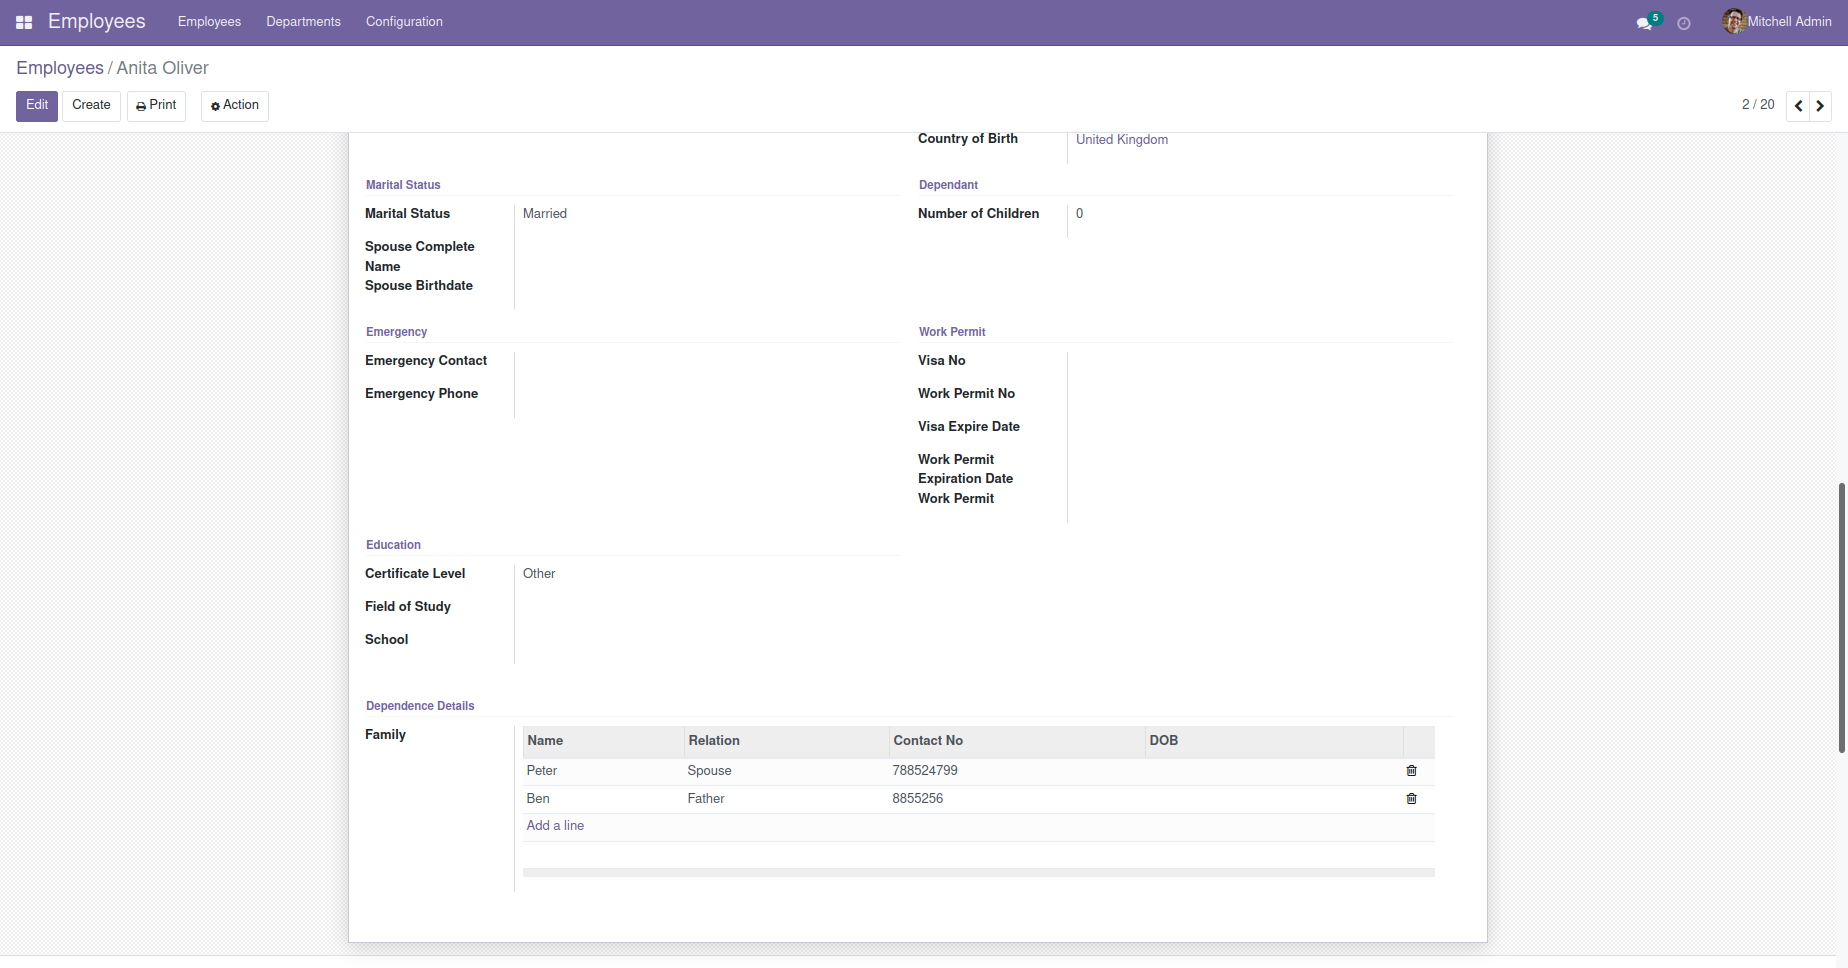 Employees Employees Departments Configuration 5 Mitchell Admin
Employees / Anita Oliver
Edit Create Print Action 2 / 20
Country of Birth United Kingdom
Marital Status Dependant
Marital Status Married Number of Children 0
Spouse Complete
Name
Spouse Birthdate
Emergency Work Permit
Emergency Contact Visa No
Emergency Phone Work Permit No
Visa Expire Date
Work Permit
Expiration Date
Work Permit
Education
Certificate Level Other
Field of Study
School
Dependence Details
Family Name Relation Contact No DOB
Peter Spouse 788524799
Ben Father 8855256
Add a line